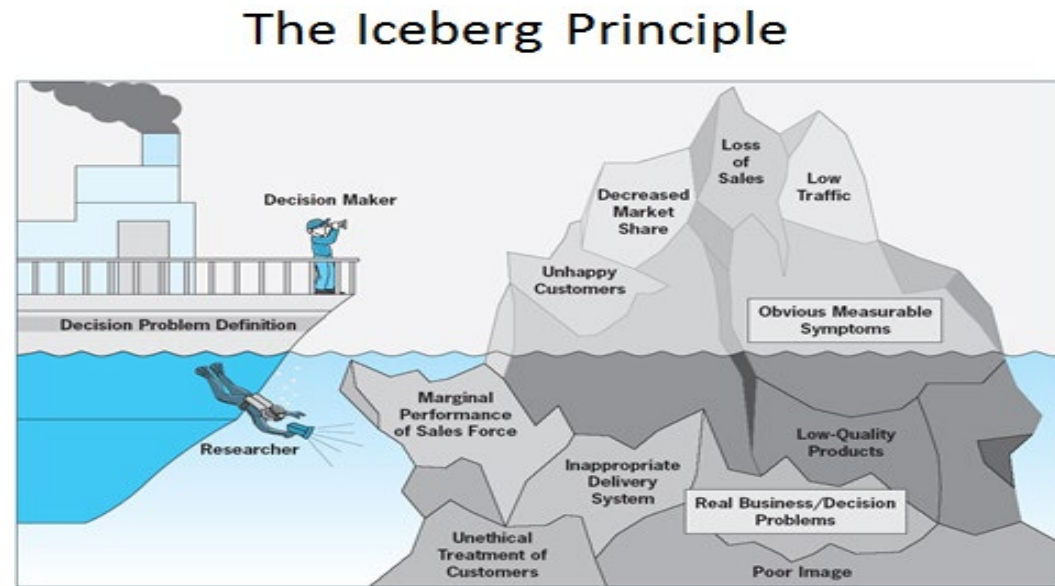 The Iceberg Principle
Decision Maker
Loss
of
Sales
Low
Traffic
Decreased
Market
Share
Unhappy
Customers
Obvious Measurable
Symptoms
Decision Problem Definition
Researcher
Marginal
Performance
of Sales Force
Low-Quality
Products
Inappropriate
Delivery
System
Real Business/Decision
Problems
Unethical
Treatment of
Customers
Poor Image